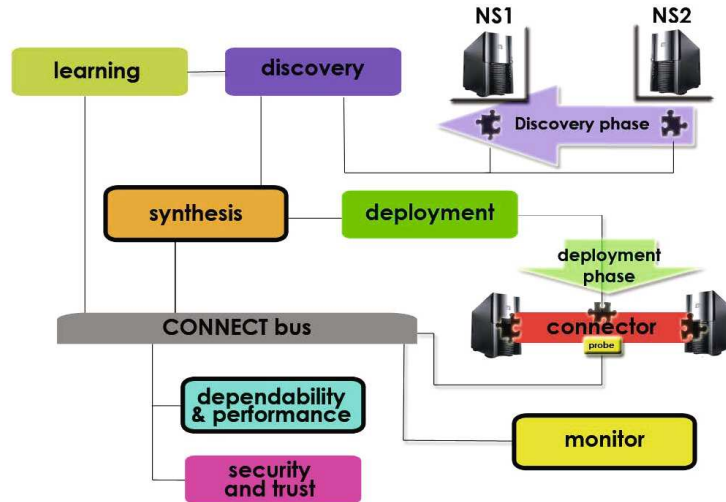 NS1
NS2
learning
discovery
Discovery phase
synthesis
deployment
deployment
phase
CONNECT bus
connector
probe
dependability
& performance
monitor
security
and trust